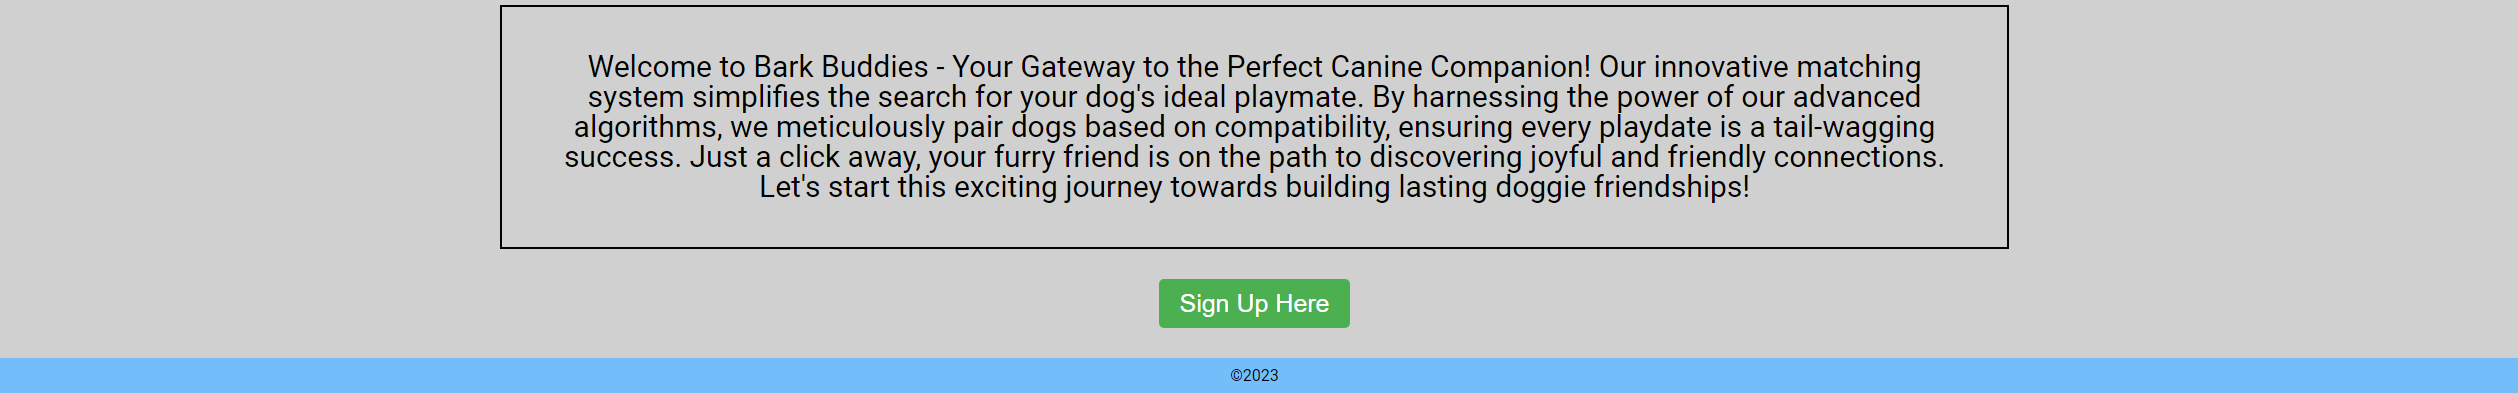 Welcome to Bark Buddies - Your Gateway to the Perfect Canine Companion! Our innovative matching
system simplifies the search for your dog's ideal playmate. By harnessing the power of our advanced
algorithms, we meticulously pair dogs based on compatibility, ensuring every playdate is a tail-wagging
success. Just a click away, your furry friend is on the path to discovering joyful and friendly connections.
Let's start this exciting journey towards building lasting doggie friendships!
Sign Up Here
©2023